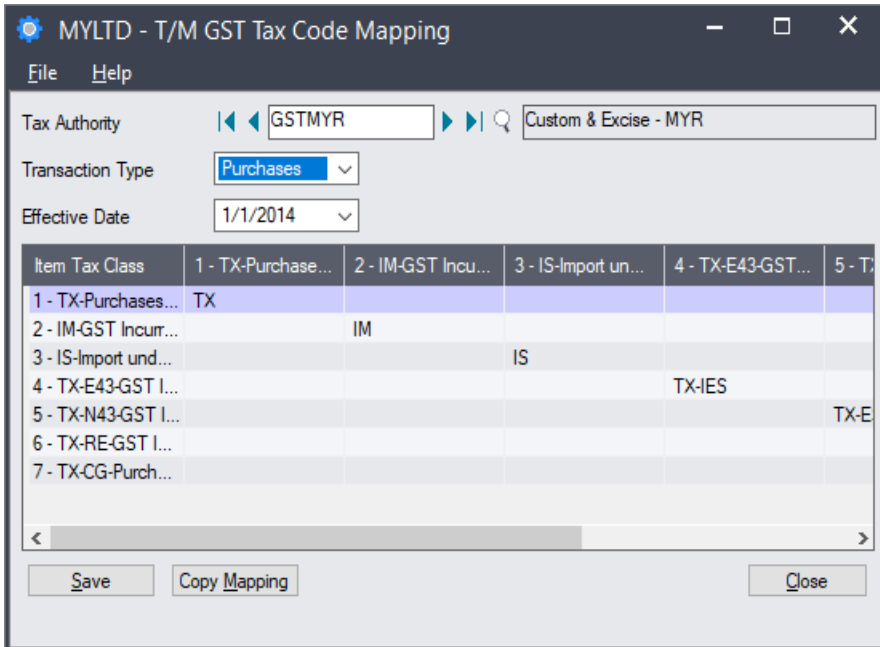 MYLTD - T/M GST Tax Code Mapping
File Help
Tax Authority GSTMYR Custom & Excise - MYR
Transaction Type Purchases
Effective Date 1/1/2014
Item Tax Class 1 - TX-Purchase... 2 - IM-GST Incu... 3 - IS-Import un... 4 - TX-E43-GST... 5 - T
1 - TX-Purchases... TX
2 - IM-GST Incurr... IM
3 - IS-Import und... IS
4 - TX-E43-GST I... TX-IES
5 - TX-N43-GST I... TX-E
6 - TX-RE-GST I...
7 - TX-CG-Purch...
Save Copy Mapping Close